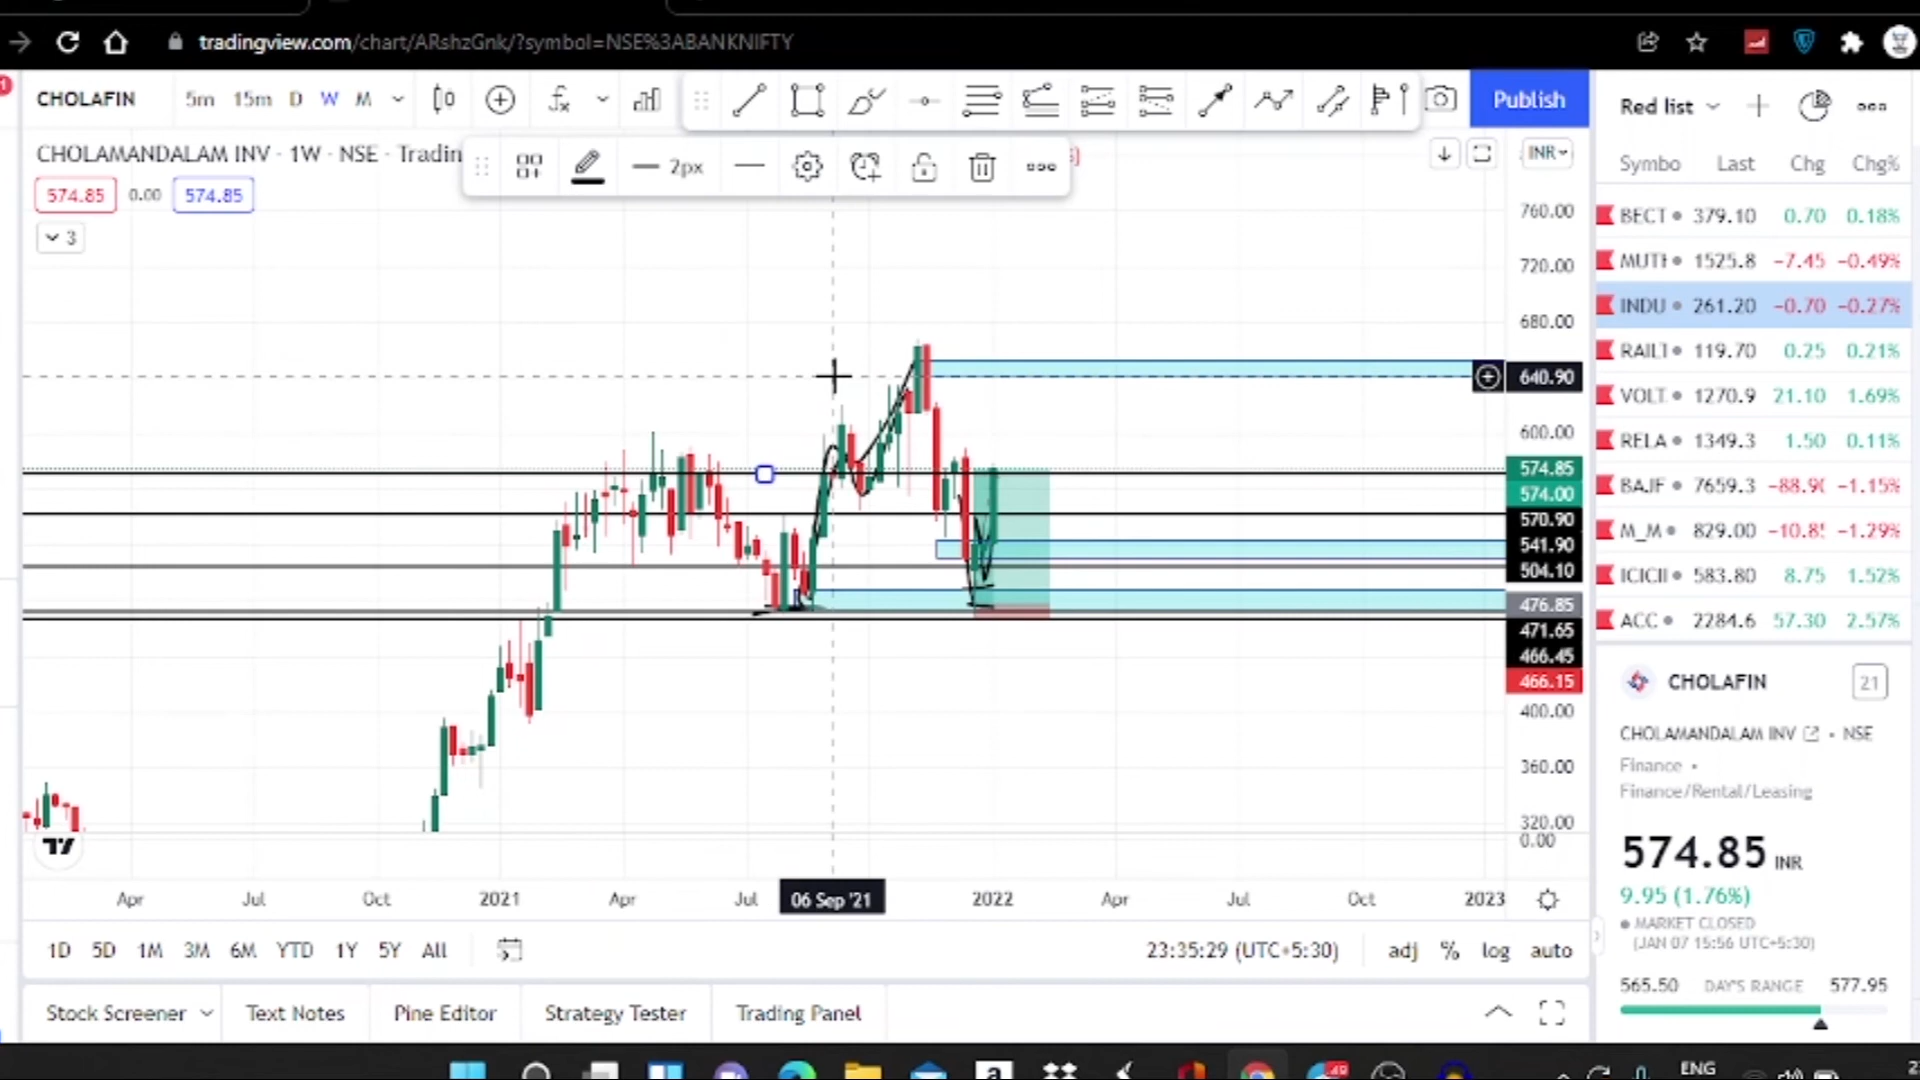 tradingview.com/chart/ARshzGnk/?symbol=NSE%3ABANKNIFTY
CHOLAFIN 5m 15m D W M Publish
Red list
CHOLAMANDALAM INV · 1W · NSE · Tradin 2px INR
Symbo Last Chg Chg%
574.85 0.00 574.85
3
BECT 379.10 0.70 0.18%
MUTH 1525.8 −7.45 −0.49%
INDU 261.20 −0.70 −0.27%
RAILT 119.70 0.25 0.21%
VOLT. 1270.9 21.10 1.69%
RELA 1349.3 1.50 0.11%
BAJF 7659.3 −88.90 −1.15%
M_M 829.00 −10.85 −1.29%
ICICII 583.80 8.75 1.52%
ACC 2284.6 57.30 2.57%
760.00
720.00
680.00
640.90
600.00
574.85
574.00
570.90
541.90
504.10
476.85
471.65
466.45
466.15
400.00
360.00
320.00
0.00
CHOLAFIN 21
CHOLAMANDALAM INV • NSE
Finance •
Finance/Rental/Leasing
574.85 INR
9.95 (1.76%)
MARKET CLOSED
(JAN 07 15:56 UTC+5:30)
565.50 DAY'S RANGE 577.95
Apr Jul Oct 2021 Apr Jul 06 Sep '21 2022 Apr Jul Oct 2023
1D 5D 1M 3M 6M YTD 1Y 5Y All 23:35:29 (UTC+5:30) adj % log auto
Stock Screener Text Notes Pine Editor Strategy Tester Trading Panel
ENG